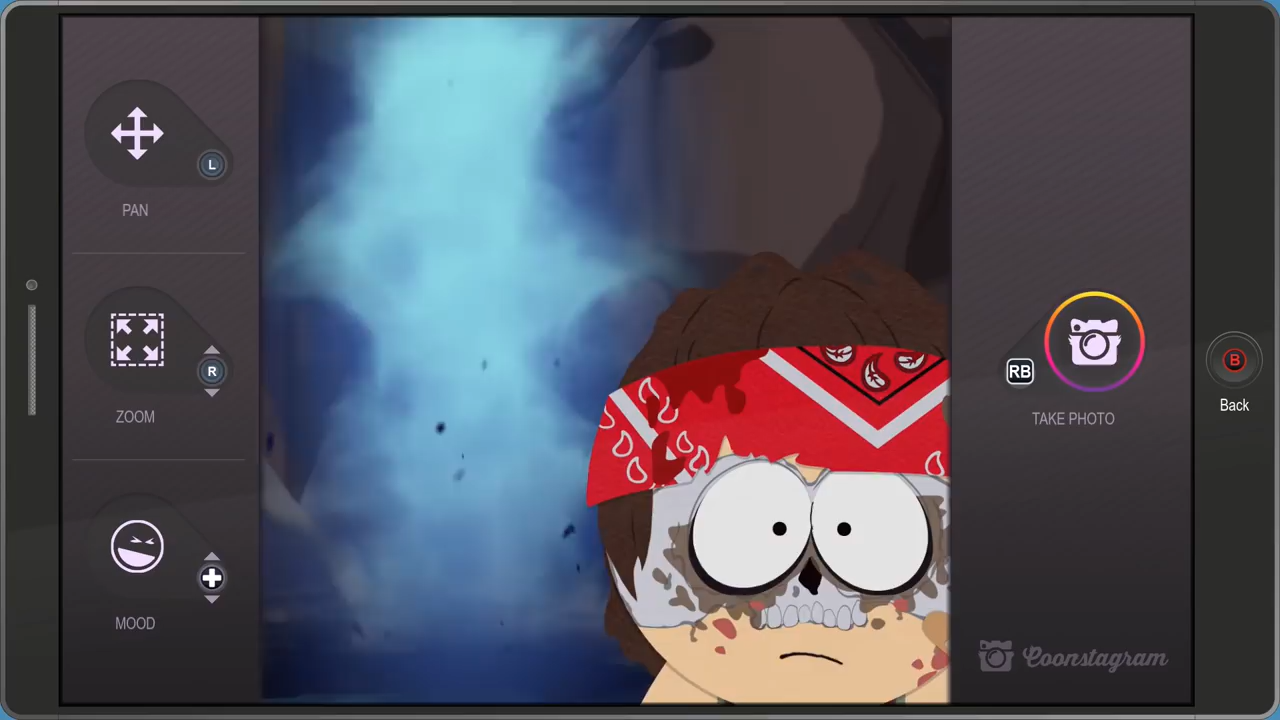 L
PAN
R
ZOOM
MOOD
RB
TAKE PHOTO
B
Back
Coonstagram